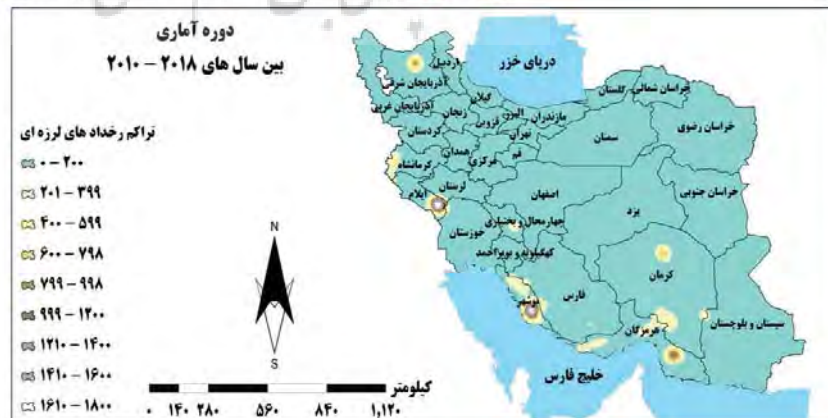 دوره آماری
بین سال های ۲۰۱۸ – ۲۰۱۰
تراکم رخداد های لرزه ای
۰ – ۲۰۰
۲۰۱ – ۳۹۹
۴۰۰ – ۵۹۹
۶۰۰ – ۷۹۸
۷۹۹ – ۹۹۸
۹۹۹ – ۱۲۰۰
۱۲۱۰ – ۱۴۰۰
۱۴۱۰ – ۱۶۰۰
۱۶۱۰ – ۱۸۰۰
N
S
کیلومتر
۰ ۱۴۰ ۲۸۰ ۵۶۰ ۸۴۰ ۱,۱۲۰
دریای خزر
اردبیل
آذربایجان شرقی
آذربایجان غربی
گیلان
زنجان
کردستان
قزوین
البرز
مازندران
تهران
گلستان
خراسان شمالی
خراسان رضوی
سمنان
همدان
مرکزی
قم
کرمانشاه
لرستان
ایلام
اصفهان
خراسان جنوبی
یزد
چهارمحال و بختیاری
خوزستان
کهگیلویه و بویراحمد
فارس
بوشهر
کرمان
هرمزگان
سیستان و بلوچستان
خلیج فارس